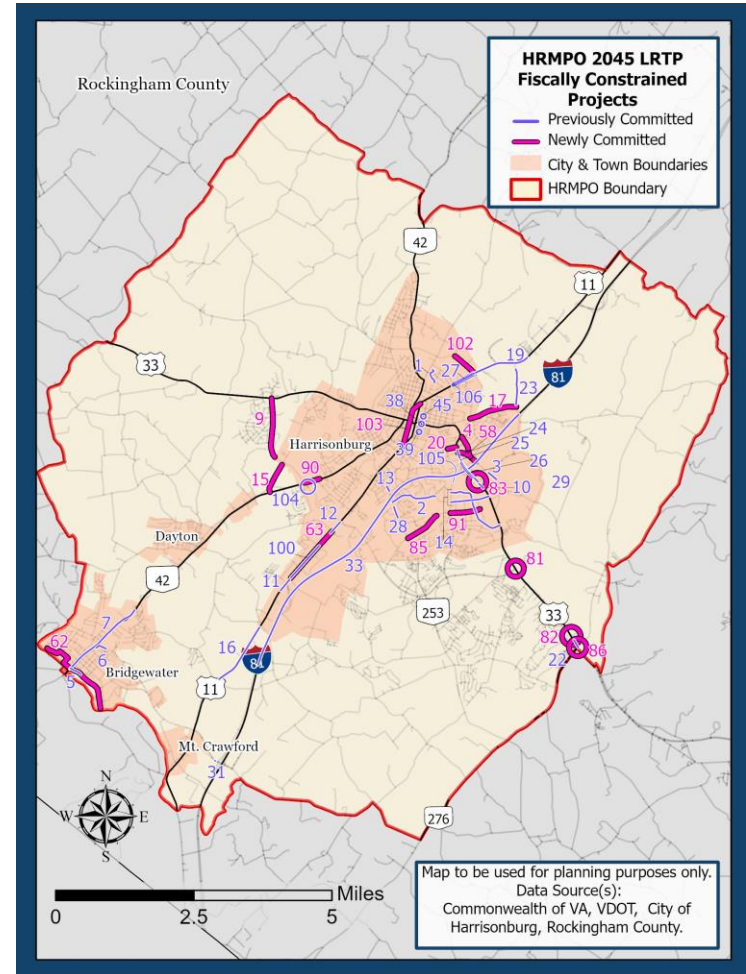 HRMPO 2045 LRTP
Fiscally Constrained
Projects
Previously Committed
Newly Committed
City & Town Boundaries
HRMPO Boundary
Rockingham County
42
11
33
102
19
1
27
81
106
23
38
45
17
9
103
4
58
24
Harrisonburg
39
20
25
105
26
15
90
13
3
29
104
83
10
12
2
28
91
63
14
Dayton
100
85
33
81
11
42
253
33
7
82
62
16
86
6
22
5
Bridgewater
81
11
Mt. Crawford
31
N
W
E
S
276
Miles
0
2.5
5
Map to be used for planning purposes only.
Data Source(s):
Commonwealth of VA, VDOT, City of
Harrisonburg, Rockingham County.